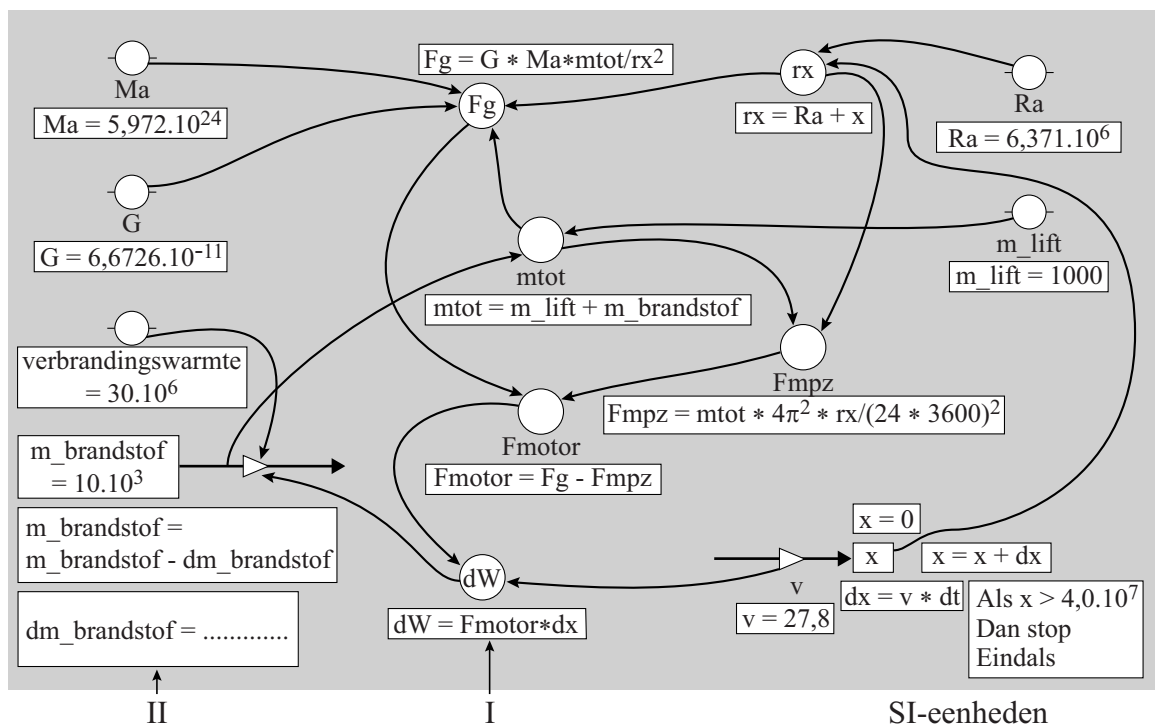 Fg = G * Ma*mtot/rx²
Ma
Ma = 5,972.10²⁴
Fg
rx
rx = Ra + x
Ra
Ra = 6,371.10⁶
G
G = 6,6726.10⁻¹¹
mtot
mtot = m_lift + m_brandstof
m_lift
m_lift = 1000
verbrandingswarmte
= 30.10⁶
Fmpz
Fmpz = mtot * 4π² * rx/(24 * 3600)²
Fmotor
Fmotor = Fg - Fmpz
m_brandstof
= 10.10³
m_brandstof =
m_brandstof - dm_brandstof
dm_brandstof = .............
dW
dW = Fmotor*dx
v
v = 27,8
x = 0
x
x = x + dx
dx = v * dt
Als x > 4,0.10⁷
Dan stop
Eindals
II
I
SI-eenheden